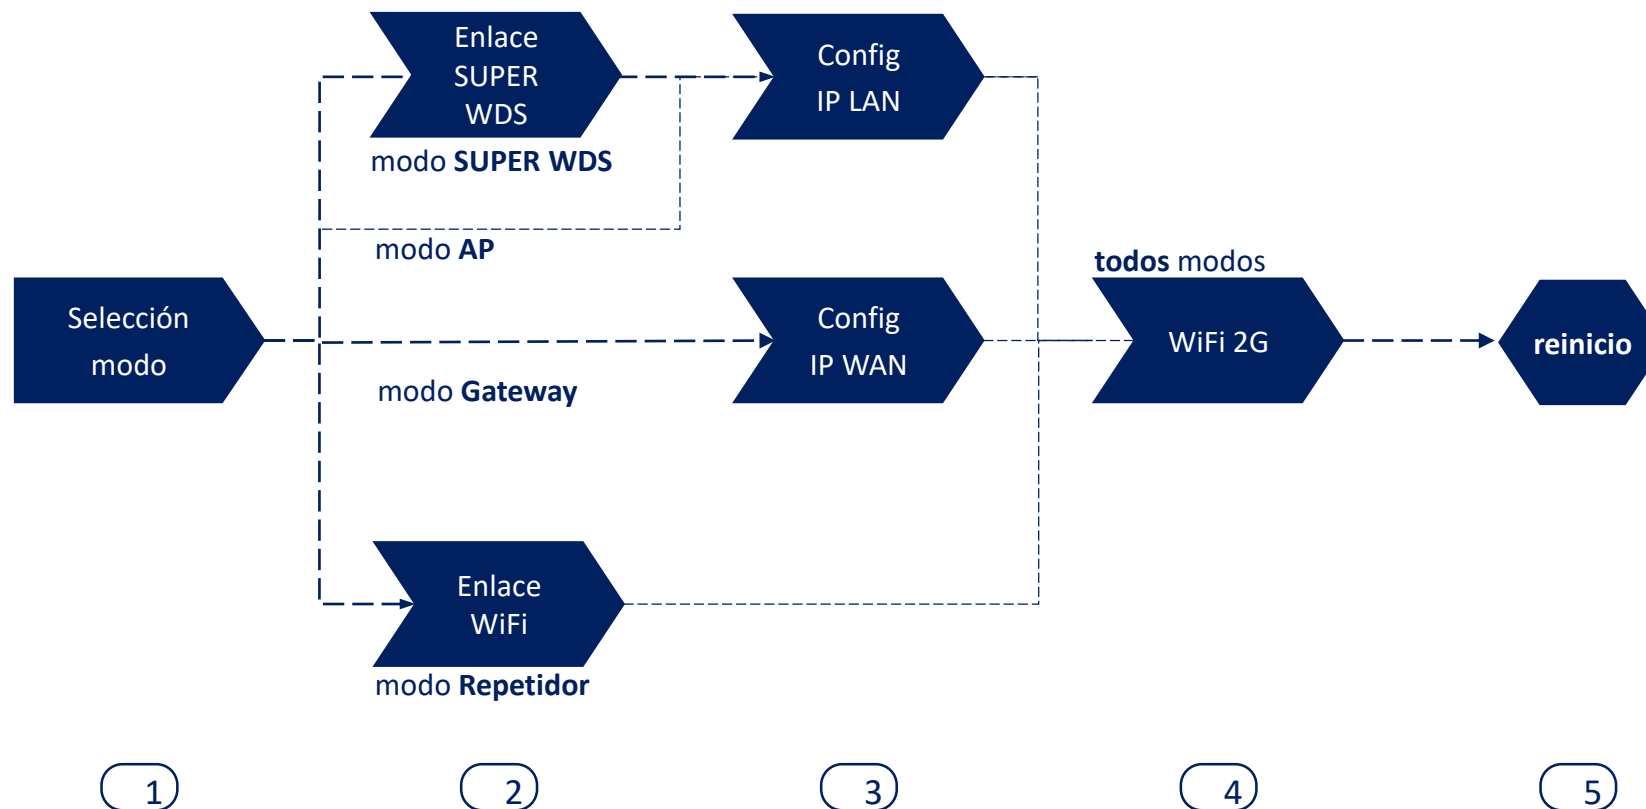 Enlace
SUPER
WDS
modo SUPER WDS
Config
IP LAN
modo AP
todos modos
Selección
modo
Config
IP WAN
WiFi 2G
reinicio
modo Gateway
Enlace
WiFi
modo Repetidor
1
2
3
4
5